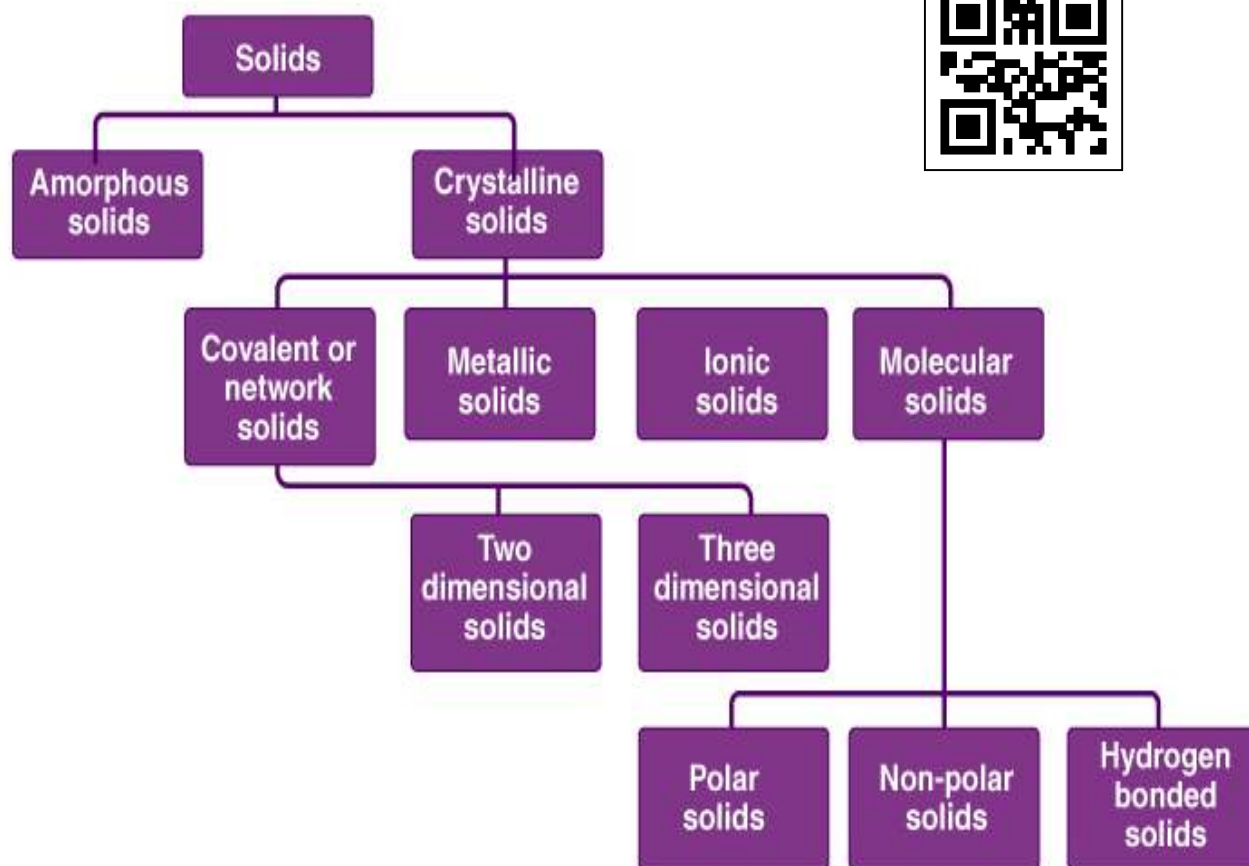 Solids
Amorphous
solids
Crystalline
solids
Covalent or
network
solids
Metallic
solids
Ionic
solids
Molecular
solids
Two
dimensional
solids
Three
dimensional
solids
Polar
solids
Non-polar
solids
Hydrogen
bonded
solids